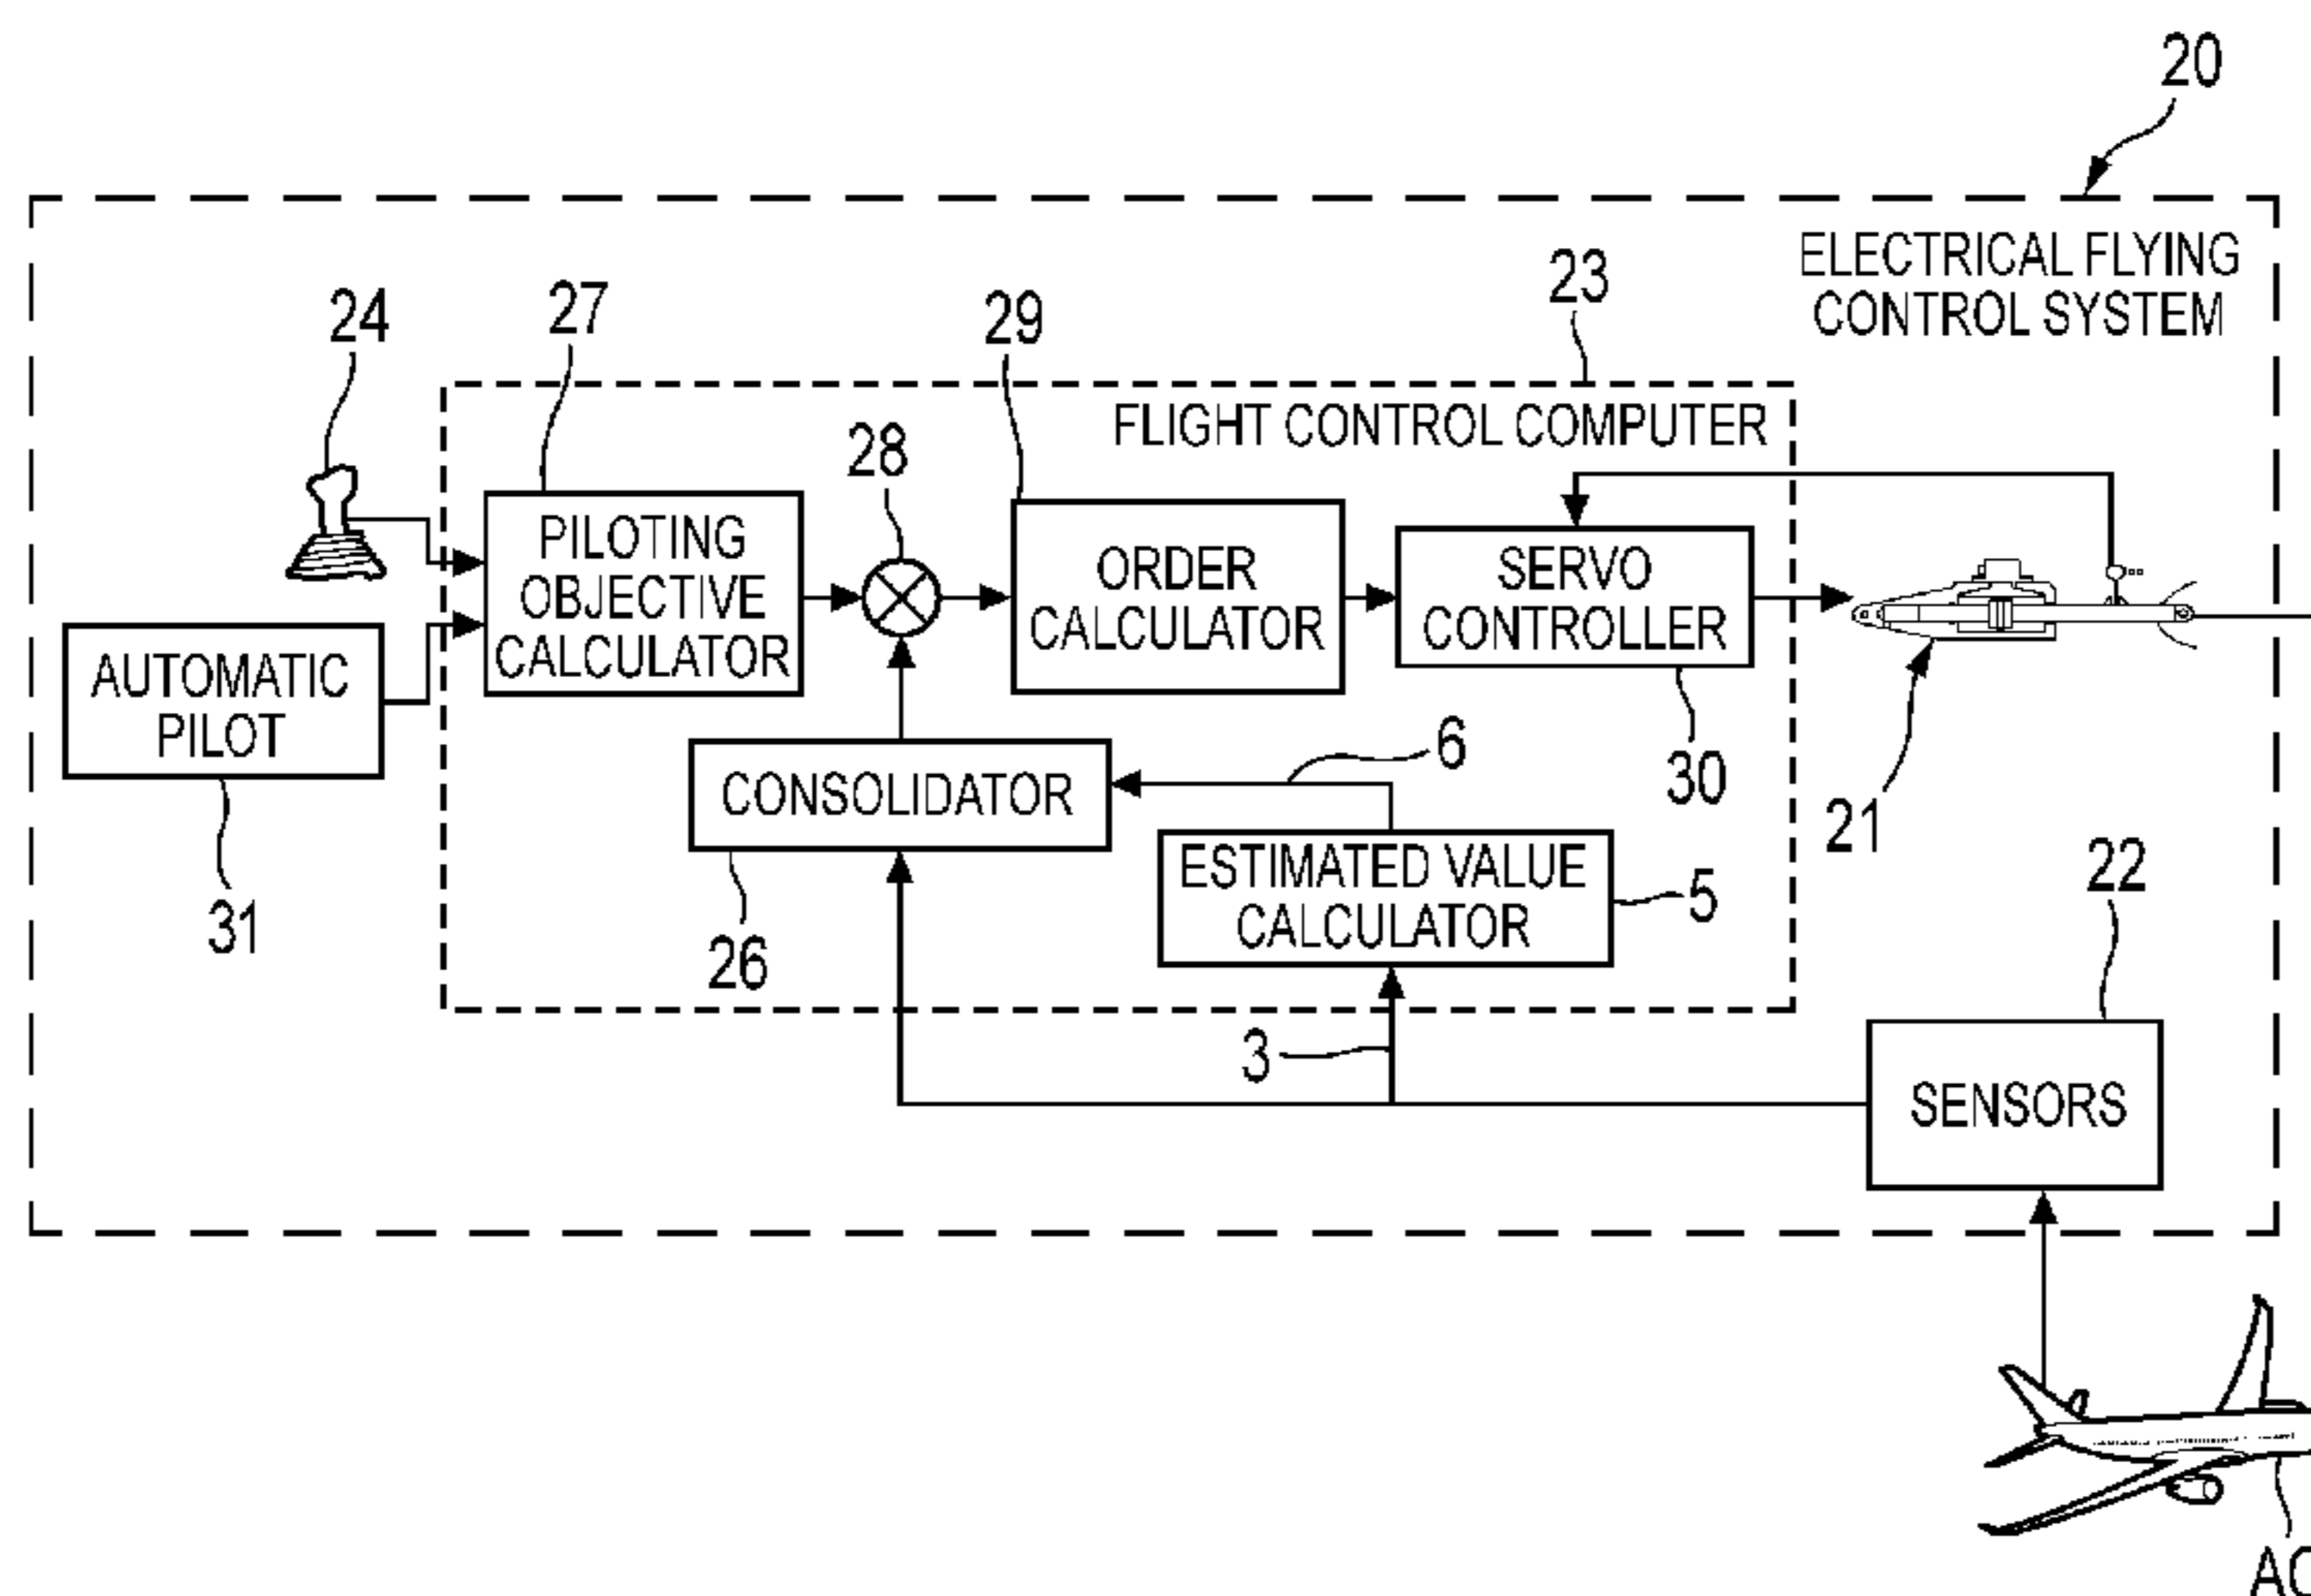 20
ELECTRICAL FLYING
CONTROL SYSTEM
23
27
24
29
FLIGHT CONTROL COMPUTER
28
PILOTING
OBJECTIVE
CALCULATOR
ORDER
CALCULATOR
SERVO
CONTROLLER
AUTOMATIC
PILOT
6
30
CONSOLIDATOR
21
ESTIMATED VALUE
CALCULATOR
5
22
31
26
3
SENSORS
AC